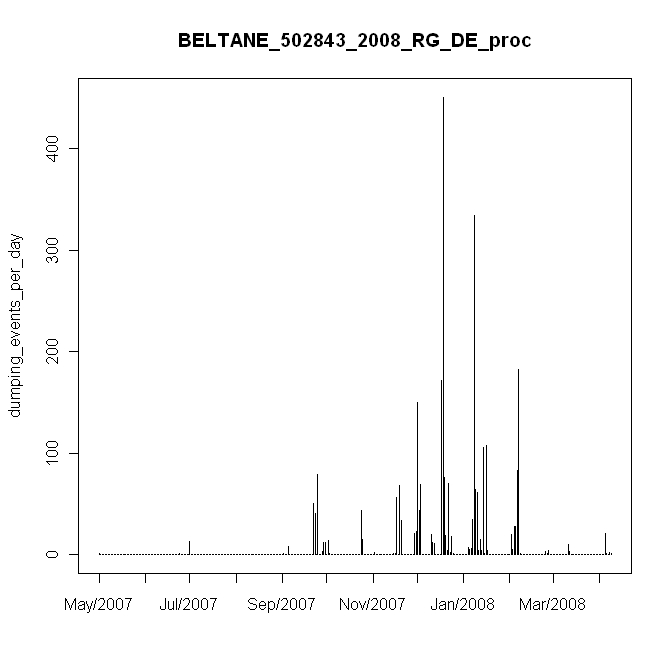 BELTANE_502843_2008_RG_DE_proc
dumping_events_per_day
400
300
200
100
0
May/2007 Jul/2007 Sep/2007 Nov/2007 Jan/2008 Mar/2008